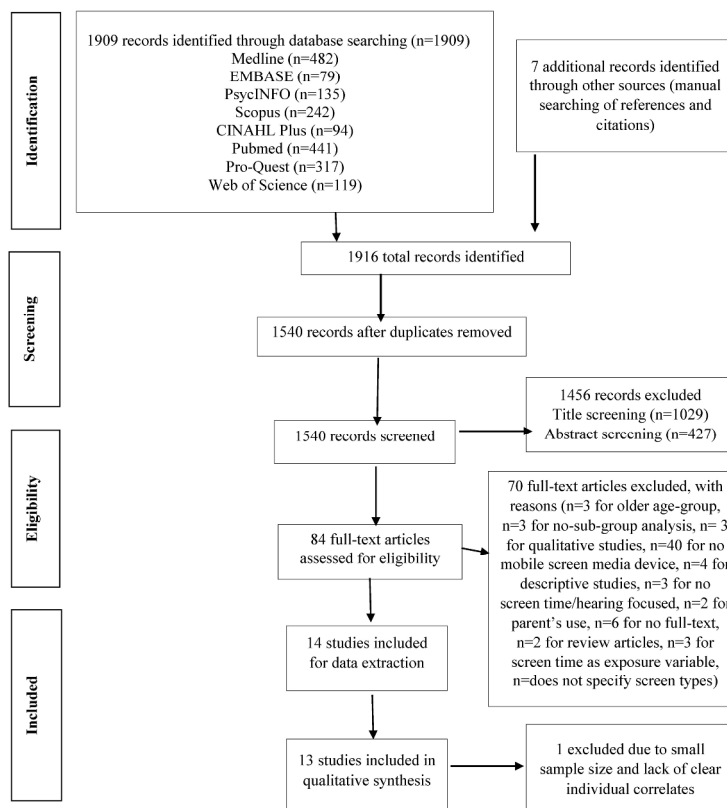 1909 records identified through database searching (n=1909)
Medline (n=482)
EMBASE (n=79)
PsycINFO (n=135)
Scopus (n=242)
CINAHL Plus (n=94)
Pubmed (n=441)
Pro-Quest (n=317)
Web of Science (n=119)
7 additional records identified
through other sources (manual
searching of references and
citations)
Identification
1916 total records identified
Screening
1540 records after duplicates removed
1456 records excluded
Title screening (n=1029)
Abstract screening (n=427)
1540 records screened
Eligibility
84 full-text articles
assessed for eligibility
70 full-text articles excluded, with
reasons (n=3 for older age-group,
n=3 for no-sub-group analysis, n= 3
for qualitative studies, n=40 for no
mobile screen media device, n=4 for
descriptive studies, n=3 for no
screen time/hearing focused, n=2 for
parent's use, n=6 for no full-text,
n=2 for review articles, n=3 for
screen time as exposure variable,
n=does not specify screen types)
14 studies included
for data extraction
Included
13 studies included in
qualitative synthesis
1 excluded due to small
sample size and lack of clear
individual correlates